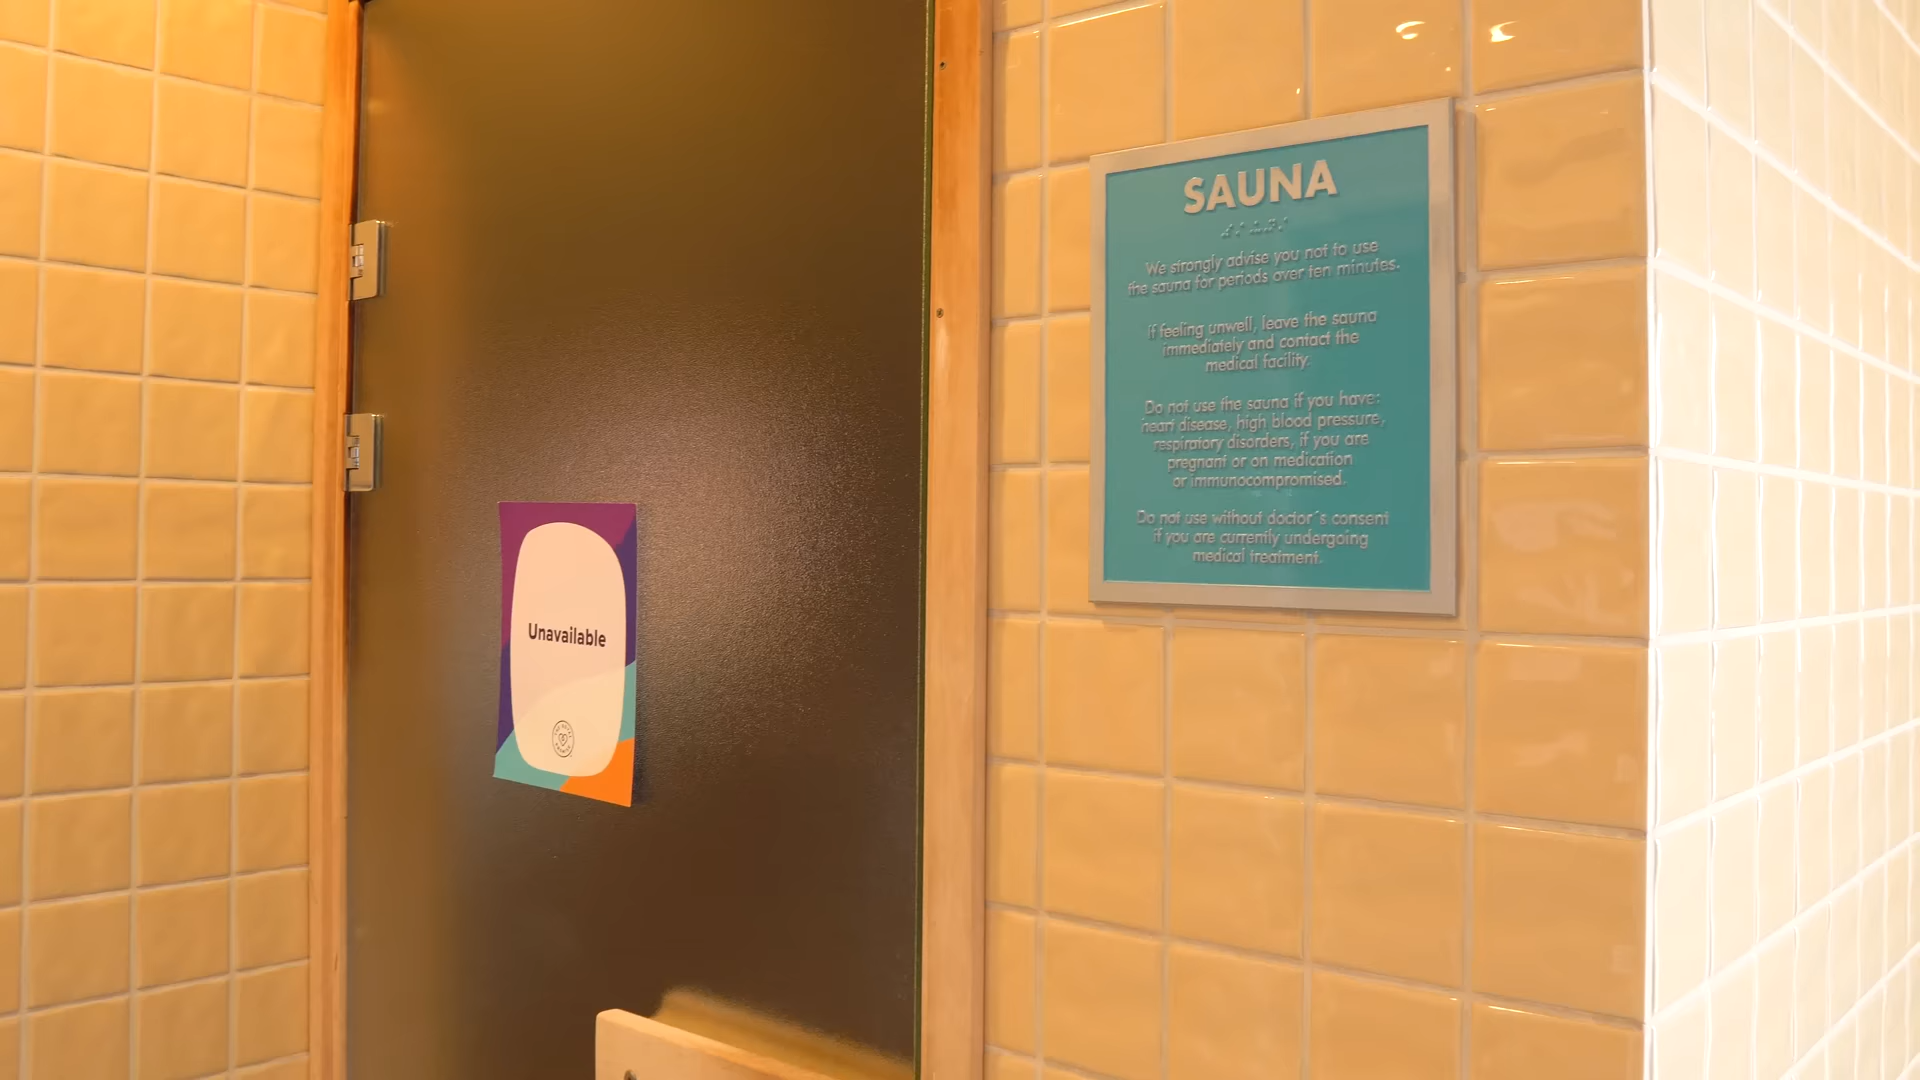 SAUNA
We strongly advise you not to use
the sauna for periods over ten minutes.
If feeling unwell, leave the sauna
immediately and contact the
medical facility.
Do not use the sauna if you have:
heart disease, high blood pressure,
respiratory disorders, if you are
pregnant or on medication
or immunocompromised.
Do not use without doctor´s consent
if you are currently undergoing
medical treatment.
Unavailable